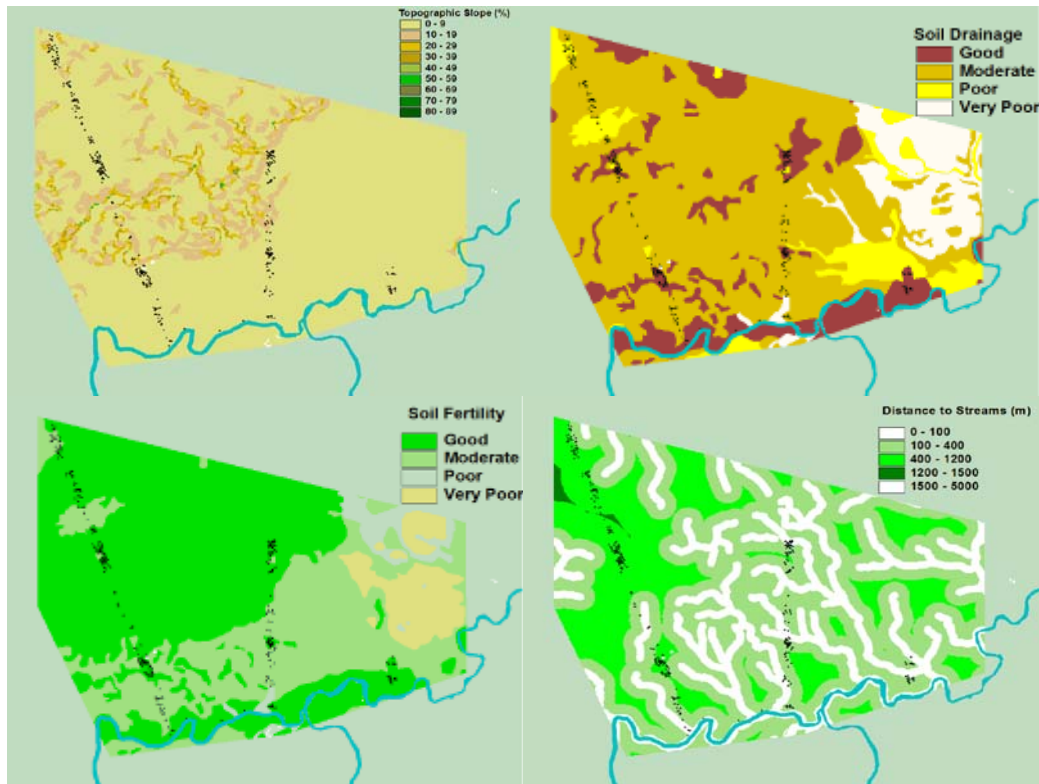 Topographic Slope (%)
0 - 9
10 - 19
20 - 29
30 - 39
40 - 49
50 - 59
60 - 69
70 - 79
80 - 89
Soil Drainage
Good
Moderate
Poor
Very Poor
Soil Fertility
Good
Moderate
Poor
Very Poor
Distance to Streams (m)
0 - 100
100 - 400
400 - 1200
1200 - 1500
1500 - 5000